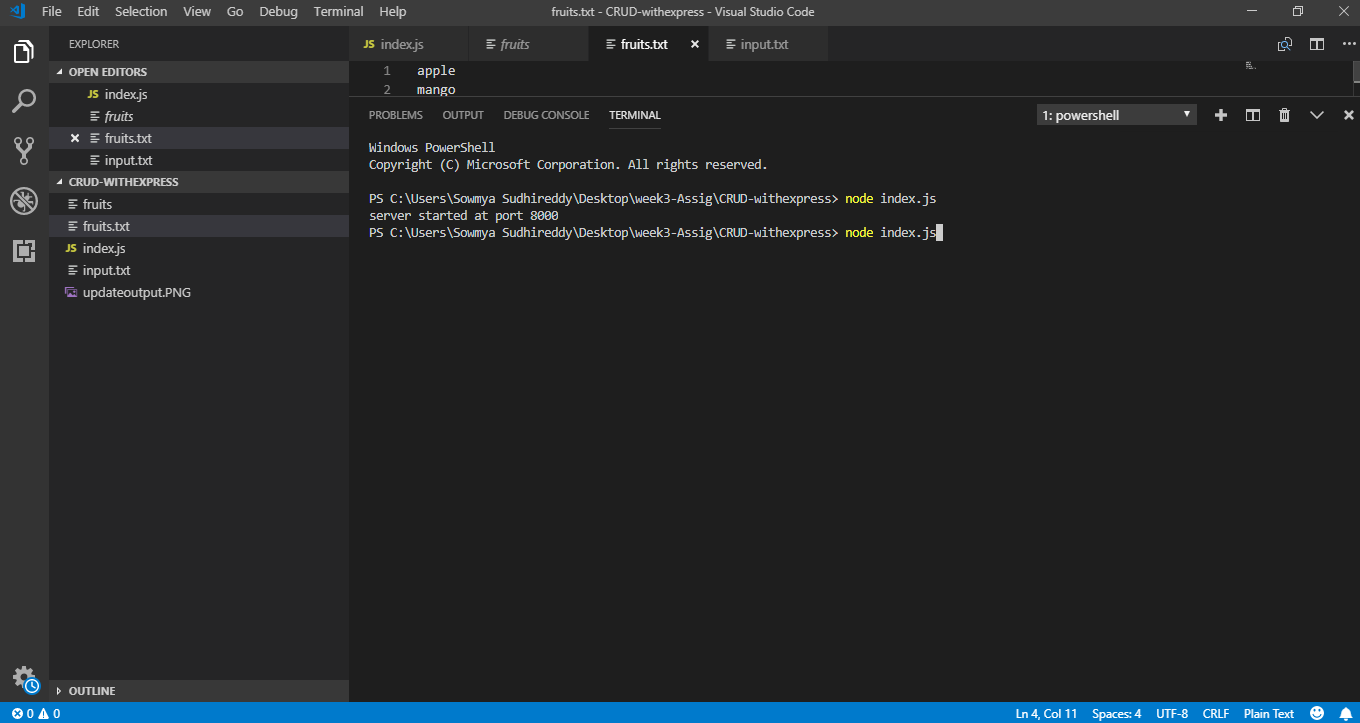 File Edit Selection View Go Debug Terminal Help
fruits.txt - CRUD-withexpress - Visual Studio Code
EXPLORER
OPEN EDITORS
JS index.js
fruits
fruits.txt
input.txt
CRUD-WITHEXPRESS
fruits
fruits.txt
JS index.js
input.txt
updateoutput.PNG
OUTLINE
JS index.js
fruits
fruits.txt
input.txt
1 apple
2 mango
PROBLEMS OUTPUT DEBUG CONSOLE TERMINAL
1: powershell
Windows PowerShell
Copyright (C) Microsoft Corporation. All rights reserved.
PS C:\Users\Sowmya Sudhireddy\Desktop\week3-Assig\CRUD-withexpress> node index.js
server started at port 8000
PS C:\Users\Sowmya Sudhireddy\Desktop\week3-Assig\CRUD-withexpress> node index.js
0 0
Ln 4, Col 11 Spaces: 4 UTF-8 CRLF Plain Text